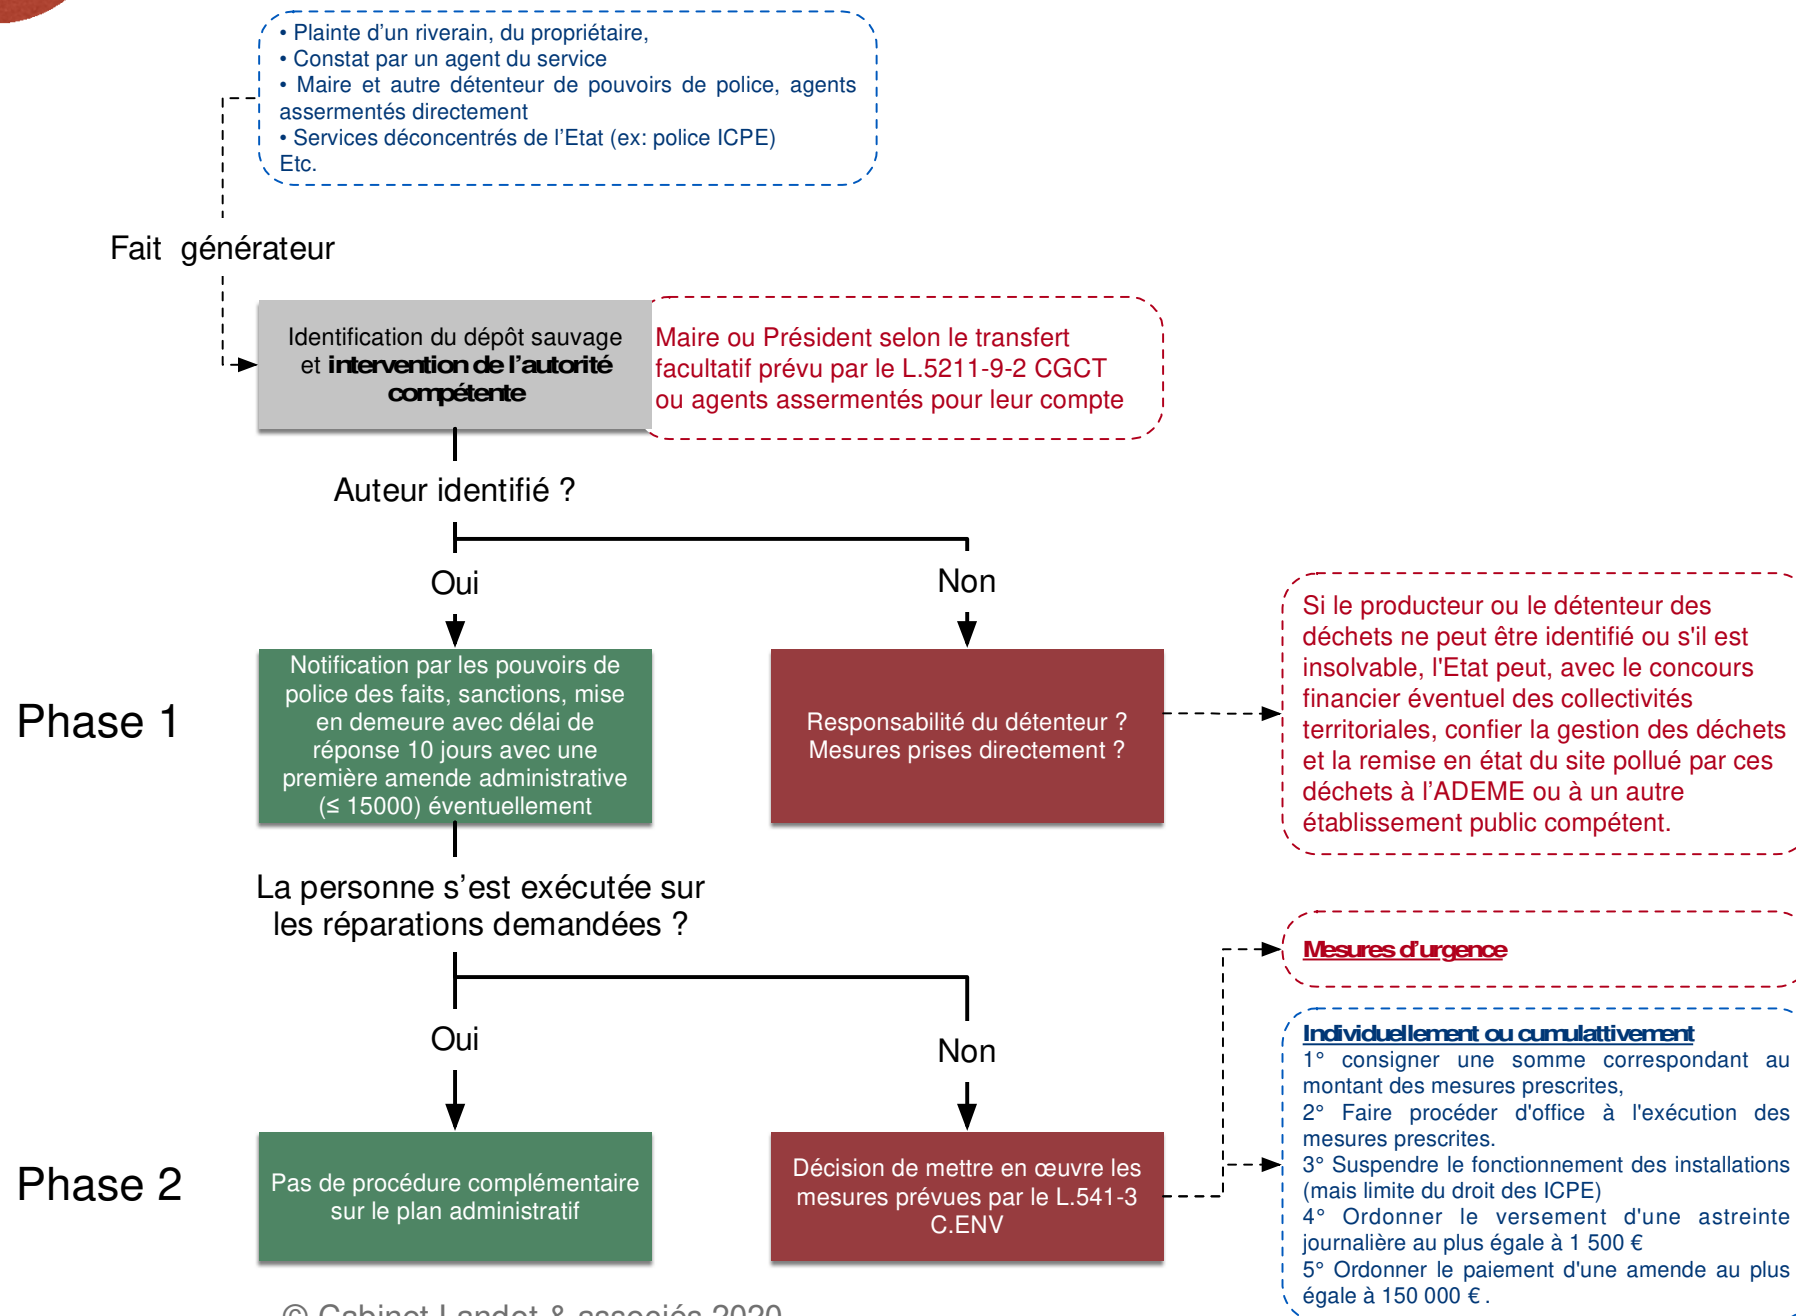 • Plainte d'un riverain, du propriétaire,
• Constat par un agent du service
• Maire et autre détenteur de pouvoirs de police, agents
assermentés directement
• Services déconcentrés de l'Etat (ex: police ICPE)
Etc.
Fait générateur
Identification du dépôt sauvage
et intervention de l'autorité
compétente
Maire ou Président selon le transfert
facultatif prévu par le L.5211-9-2 CGCT
ou agents assermentés pour leur compte
Auteur identifié ?
Oui
Non
Phase 1
Notification par les pouvoirs de
police des faits, sanctions, mise
en demeure avec délai de
réponse 10 jours avec une
première amende administrative
(≤ 15000) éventuellement
Responsabilité du détenteur ?
Mesures prises directement ?
Si le producteur ou le détenteur des
déchets ne peut être identifié ou s'il est
insolvable, l'Etat peut, avec le concours
financier éventuel des collectivités
territoriales, confier la gestion des déchets
et la remise en état du site pollué par ces
déchets à l'ADEME ou à un autre
établissement public compétent.
La personne s'est exécutée sur
les réparations demandées ?
Oui
Non
Mesures d'urgence
Phase 2
Pas de procédure complémentaire
sur le plan administratif
Décision de mettre en œuvre les
mesures prévues par le L.541-3
C.ENV
Individuellement ou cumulattivement
1° consigner une somme correspondant au
montant des mesures prescrites,
2° Faire procéder d'office à l'exécution des
mesures prescrites.
3° Suspendre le fonctionnement des installations
(mais limite du droit des ICPE)
4° Ordonner le versement d'une astreinte
journalière au plus égale à 1 500 €
5° Ordonner le paiement d'une amende au plus
égale à 150 000 € .
© Cabinet Landot & associés 2020